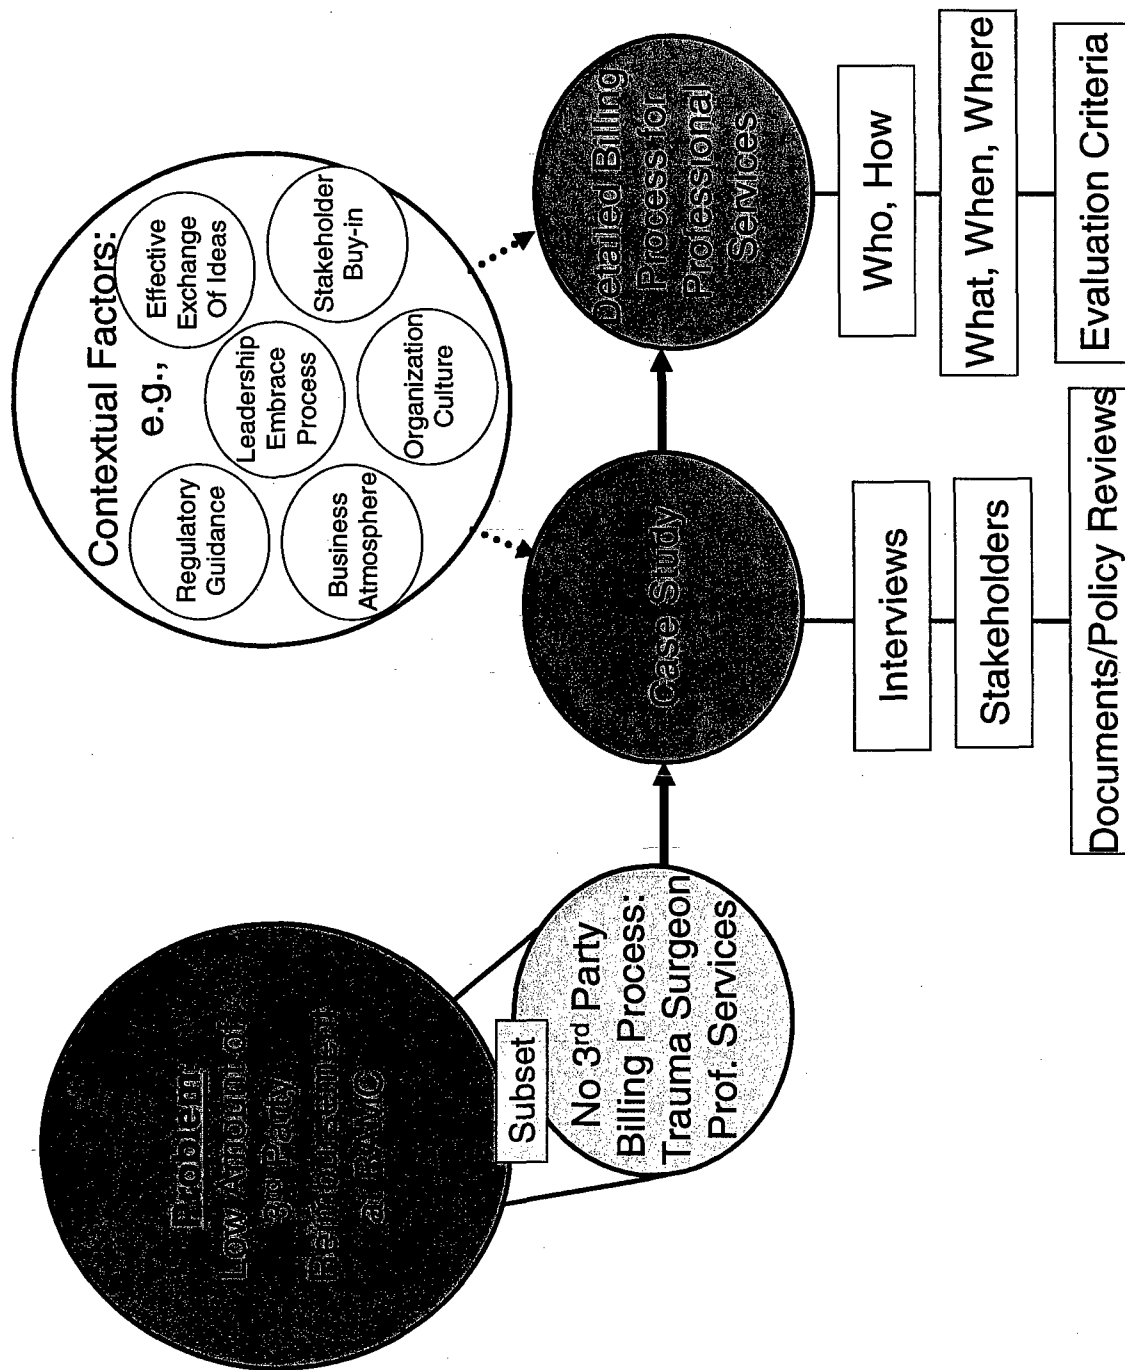 Problem
Low Amount of
3rd Party
Reimbursement
at BAMC
Subset
No 3rd Party
Billing Process:
Trauma Surgeon
Prof. Services
Contextual Factors:
e.g.,
Regulatory
Guidance
Effective
Exchange
Of Ideas
Leadership
Embrace
Process
Business
Atmosphere
Stakeholder
Buy-in
Organization
Culture
Case Study
Interviews
Stakeholders
Documents/Policy Reviews
Detailed Billing
Process for
Professional
Services
Who, How
What, When, Where
Evaluation Criteria